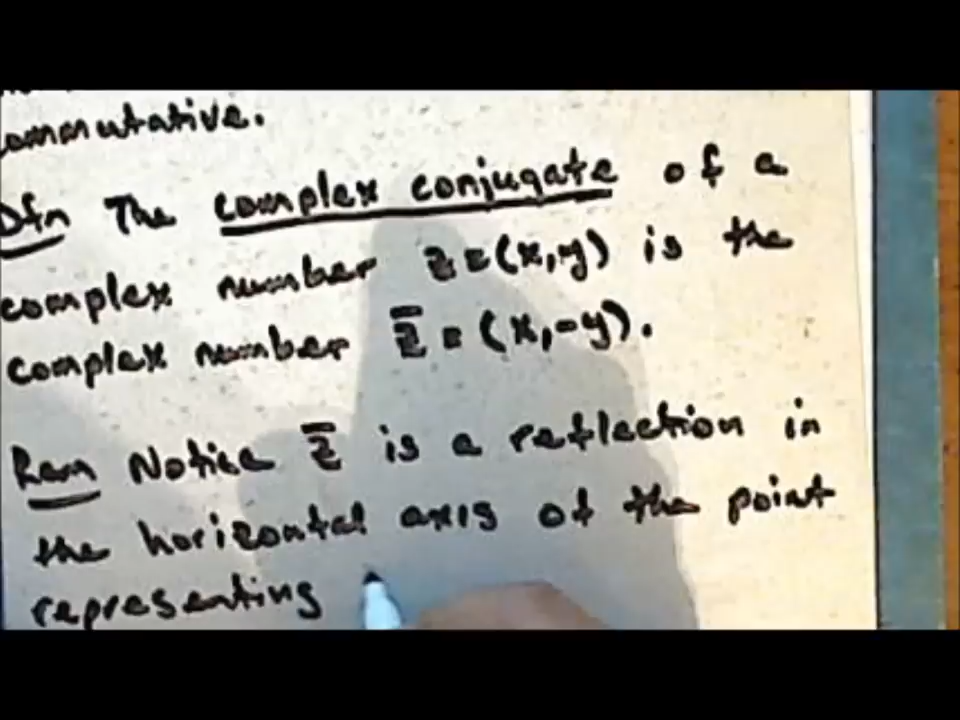 commutative.
Dfn The complex conjugate of a
complex number z=(x,y) is the
complex number z̅ = (x,-y).
Rem Notice z̅ is a reflection in
the horizontal axis of the point
representing